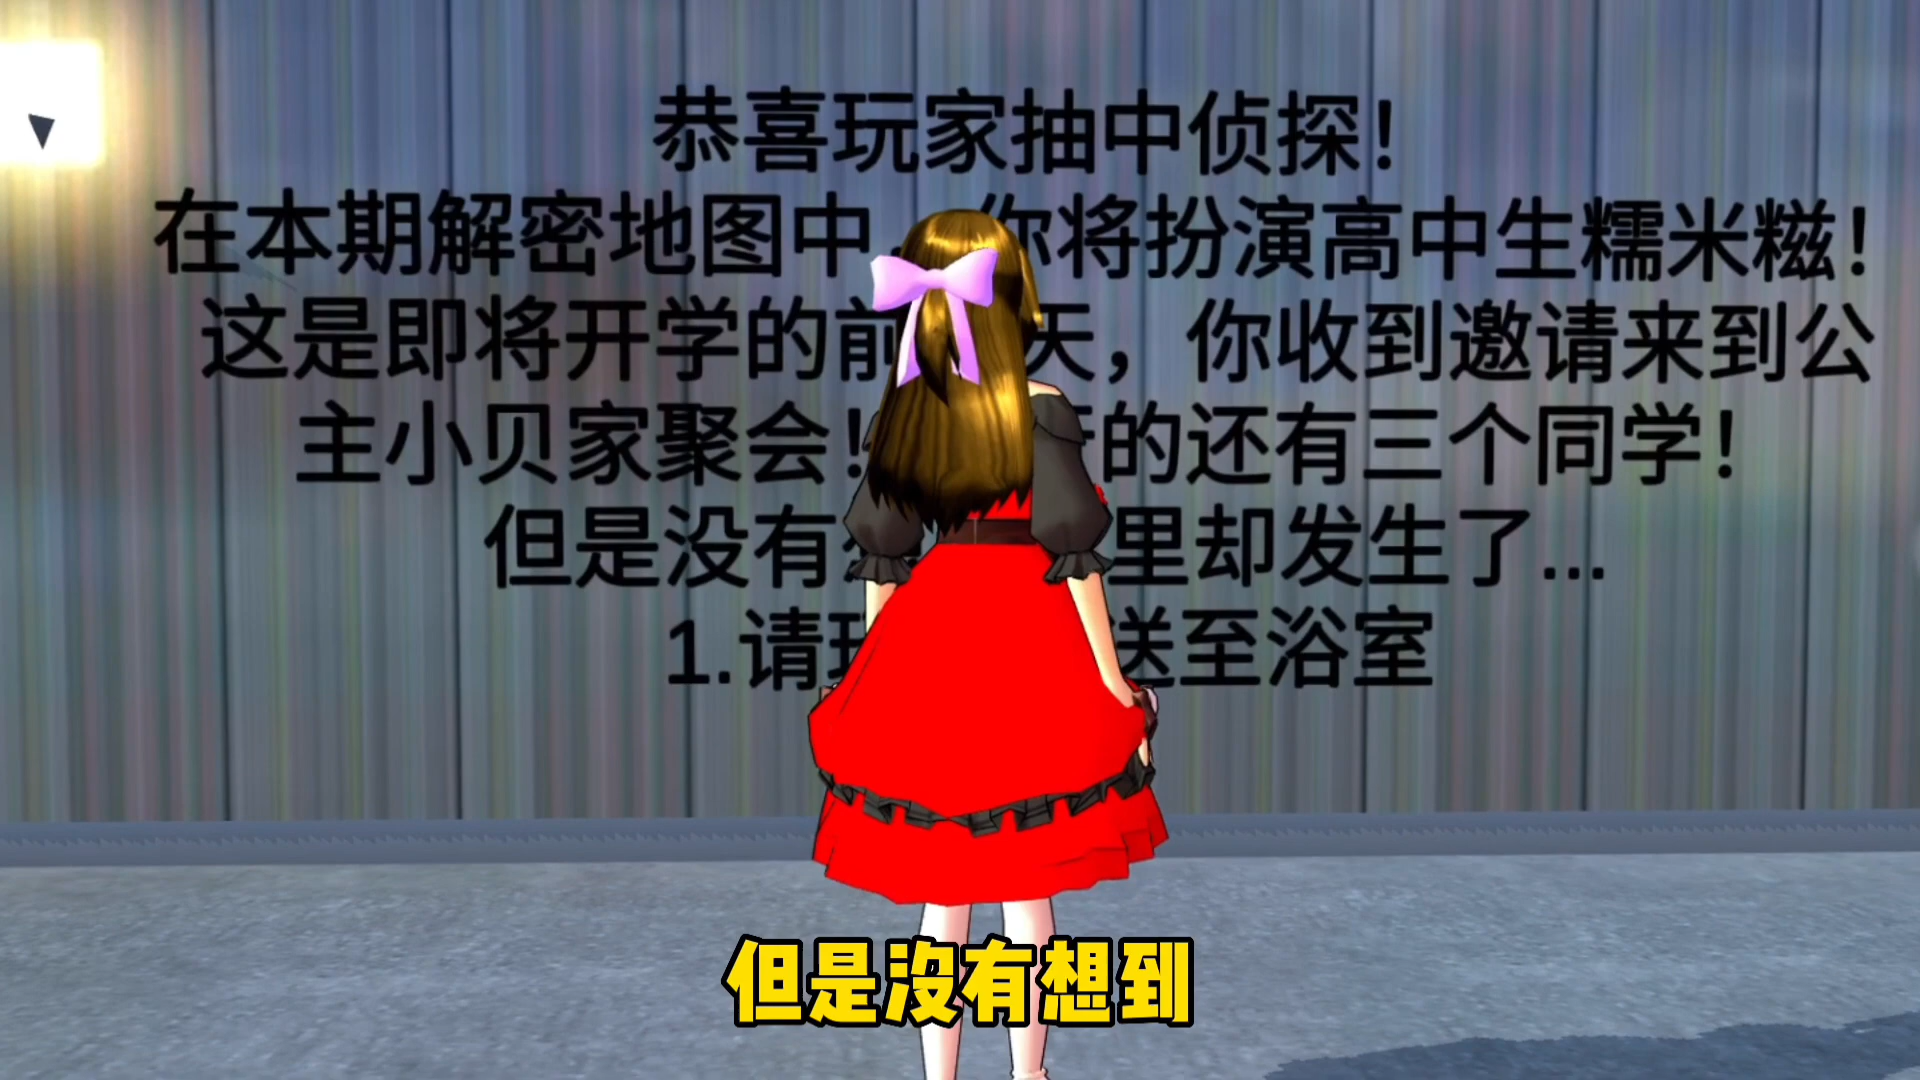 恭喜玩家抽中侦探!
在本期解密地图中,你将扮演高中生糯米糍!
这是即将开学的前天,你收到邀请来到公
主小贝家聚会!的还有三个同学!
但是没有里却发生了...
1.请送至浴室
但是没有想到